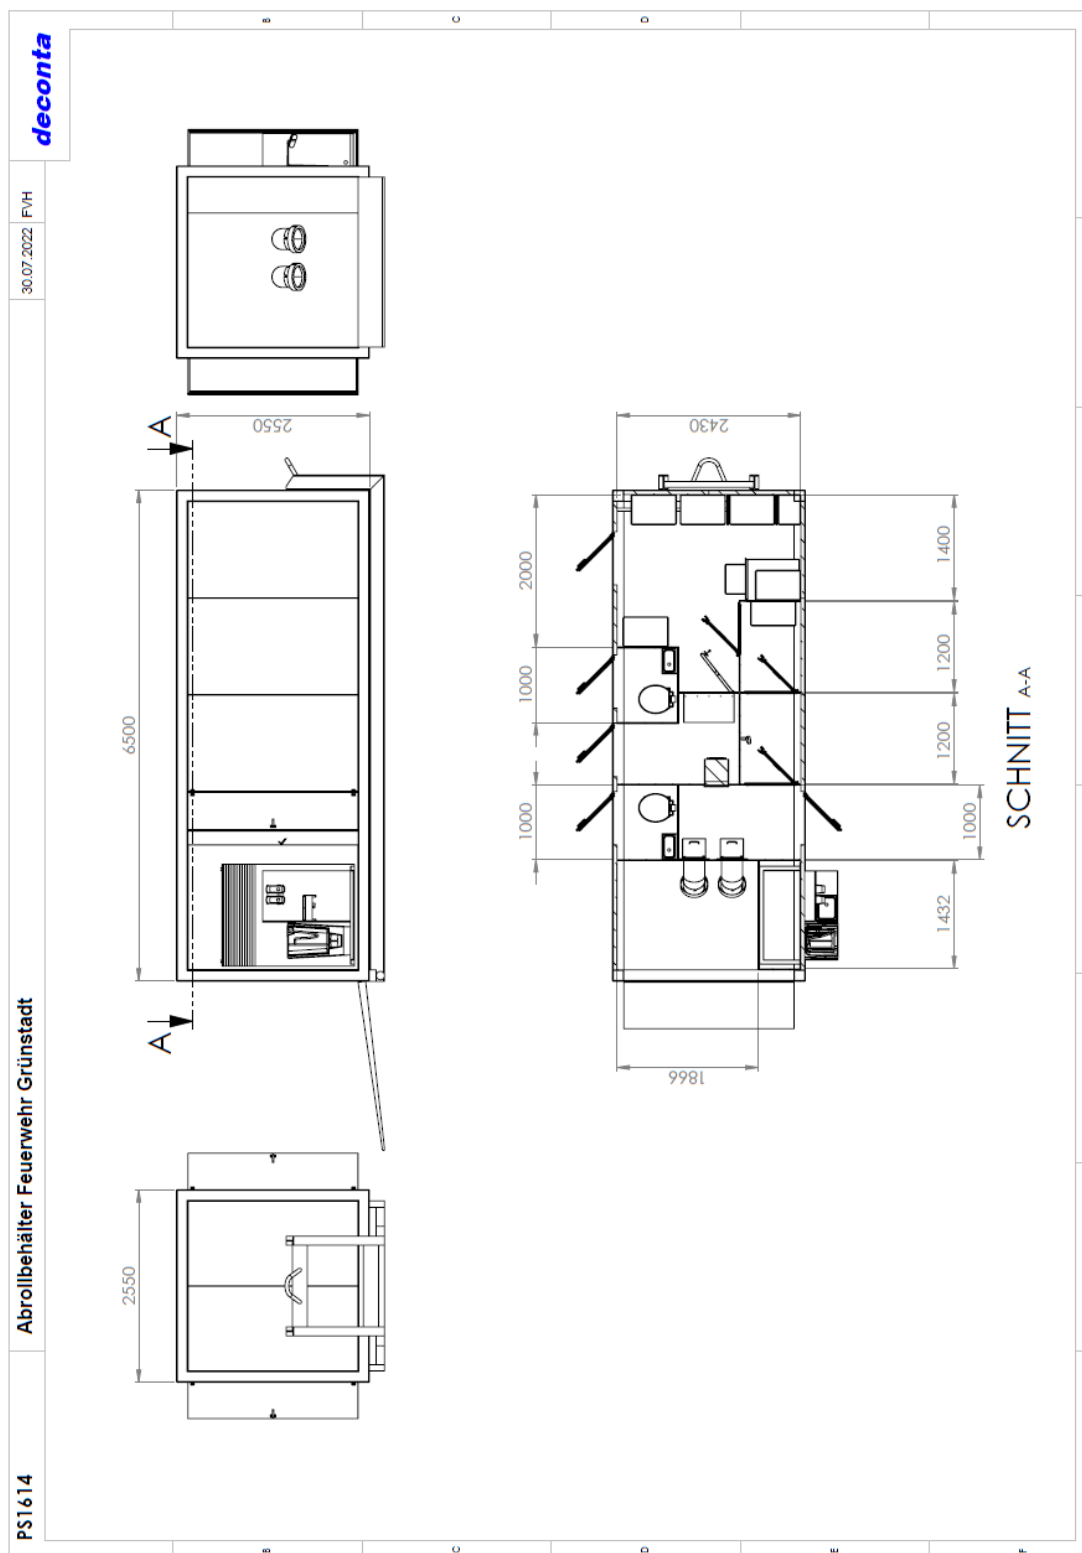 PS1614
Abrollbehälter Feuerwehr Grünstadt
30.07.2022
FVH
deconta
B
C
D
2550
6500
A
A
2550
2430
1866
2000
1000
1000
1400
1200
1200
1000
1432
SCHNITT A-A
B
C
D
E
F